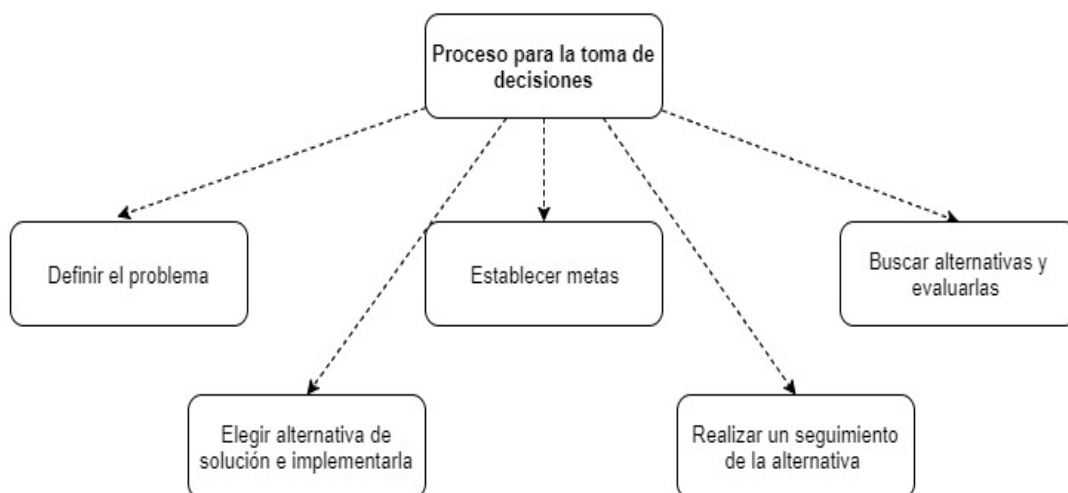 Proceso para la toma de
decisiones
Definir el problema
Establecer metas
Buscar alternativas y
evaluarlas
Elegir alternativa de
solución e implementarla
Realizar un seguimiento
de la alternativa